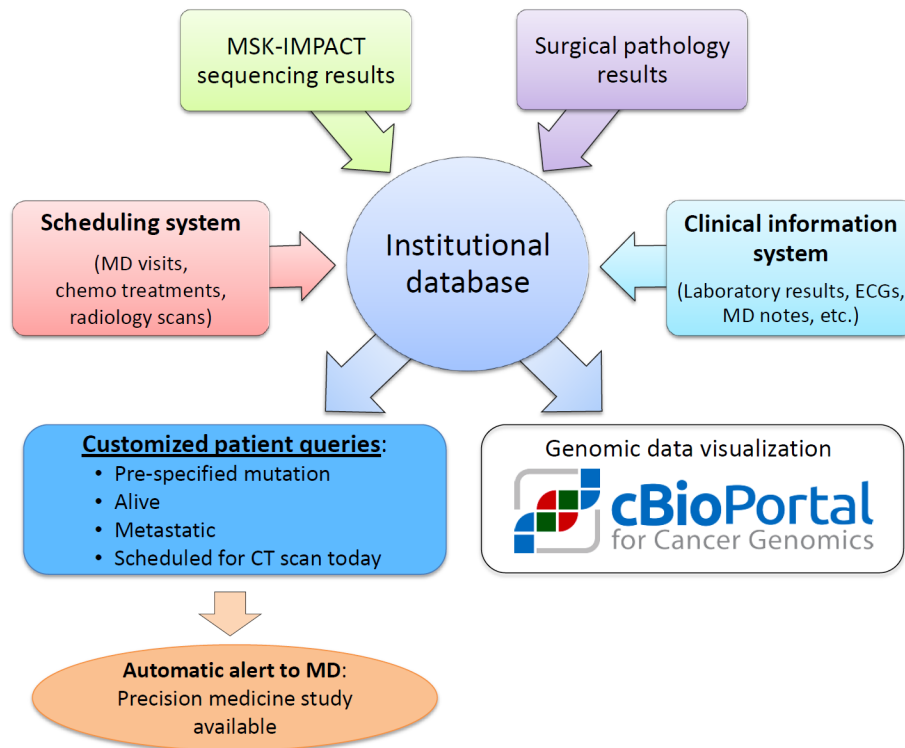 MSK-IMPACT
sequencing results
Surgical pathology
results
Scheduling system
(MD visits,
chemo treatments,
radiology scans)
Institutional
database
Clinical information
system
(Laboratory results, ECGs,
MD notes, etc.)
Customized patient queries:
• Pre-specified mutation
• Alive
• Metastatic
• Scheduled for CT scan today
Genomic data visualization
cBioPortal
for Cancer Genomics
Automatic alert to MD:
Precision medicine study
available